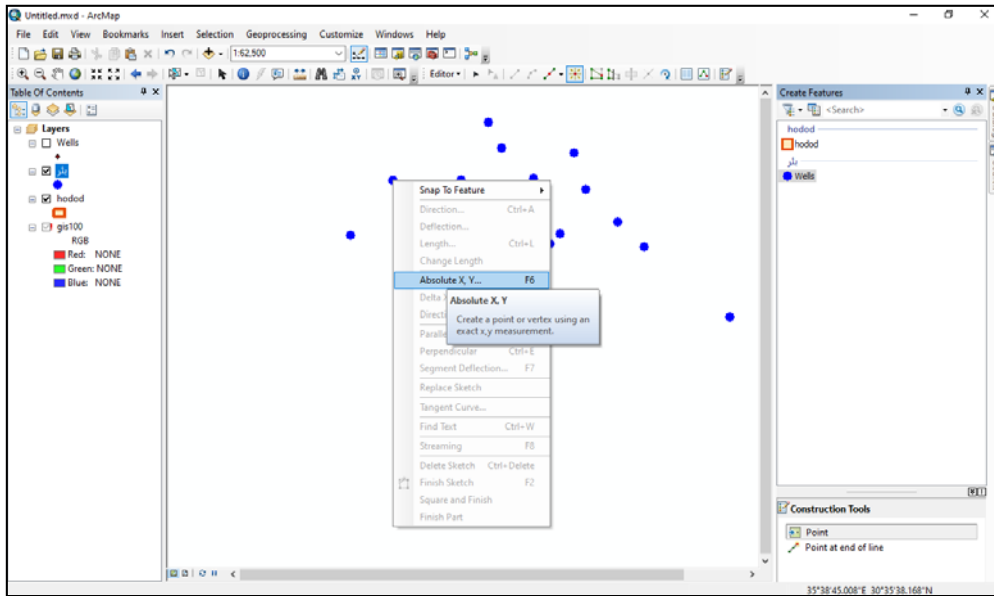 Untitled.mxd - ArcMap
File Edit View Bookmarks Insert Selection Geoprocessing Customize Windows Help
1:62,500
Editor
Table Of Contents
Layers
Wells
بئر
hodod
gis100
RGB
Red: NONE
Green: NONE
Blue: NONE
Snap To Feature
Direction... Ctrl+A
Deflection...
Length... Ctrl+L
Change Length
Absolute X, Y... F6
Delta
Directi
Paralle
Perpendicular Ctrl+E
Segment Deflection... F7
Replace Sketch
Tangent Curve...
Find Text Ctrl+W
Streaming F8
Delete Sketch Ctrl+Delete
Finish Sketch F2
Square and Finish
Finish Part
Absolute X, Y
Create a point or vertex using an
exact x,y measurement.
Create Features
<Search>
hodod
hodod
بئر
Wells
Construction Tools
Point
Point at end of line
35°38'45.008"E 30°35'38.168"N